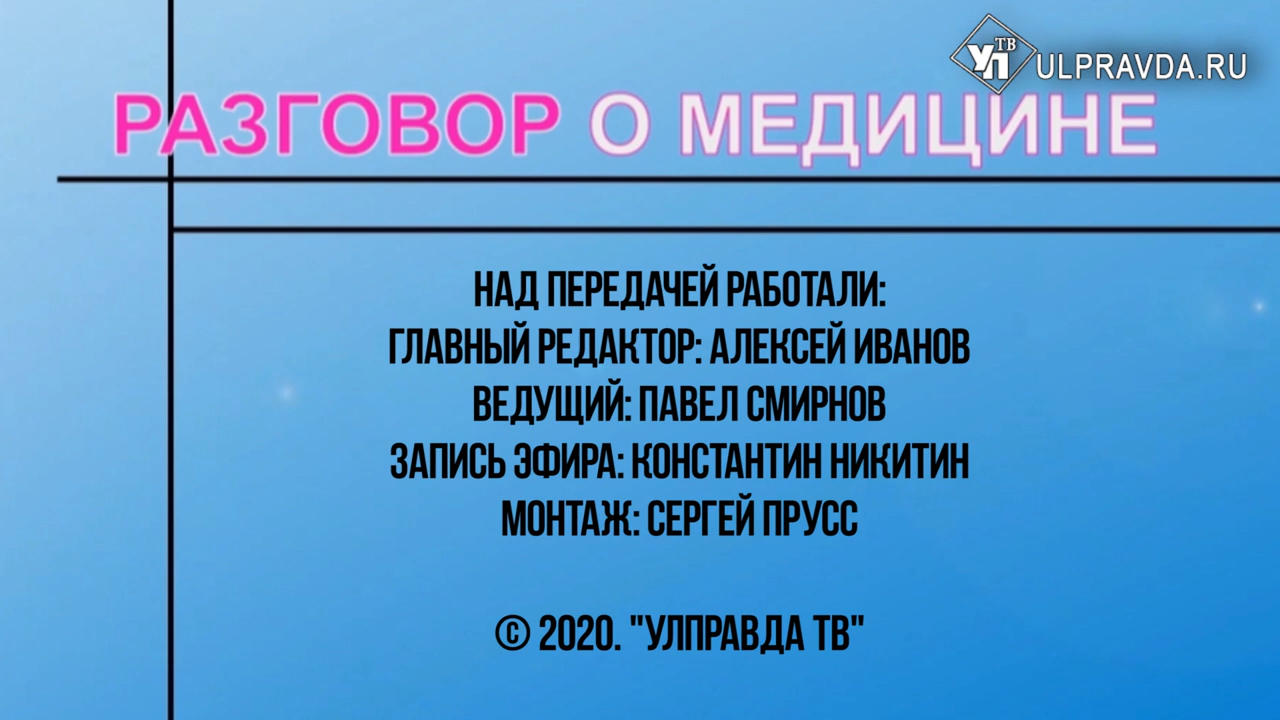 УП ТВ ULPRAVDA.RU
РАЗГОВОР О МЕДИЦИНЕ
НАД ПЕРЕДАЧЕЙ РАБОТАЛИ:
ГЛАВНЫЙ РЕДАКТОР: АЛЕКСЕЙ ИВАНОВ
ВЕДУЩИЙ: ПАВЕЛ СМИРНОВ
ЗАПИСЬ ЭФИРА: КОНСТАНТИН НИКИТИН
МОНТАЖ: СЕРГЕЙ ПРУСС
© 2020. "УЛПРАВДА ТВ"